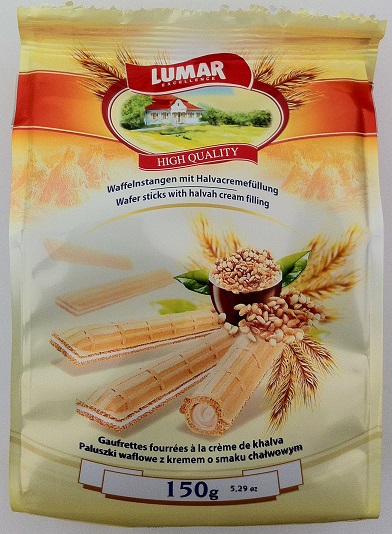 LUMAR
EXCELLENCE
HIGH QUALITY
Waffelnstangen mit Halvacremefüllung
Wafer sticks with halvah cream filling
Gaufrettes fourrées à la crème de khalva
Paluszki waflowe z kremem o smaku chałwowym
150g 5,29 oz